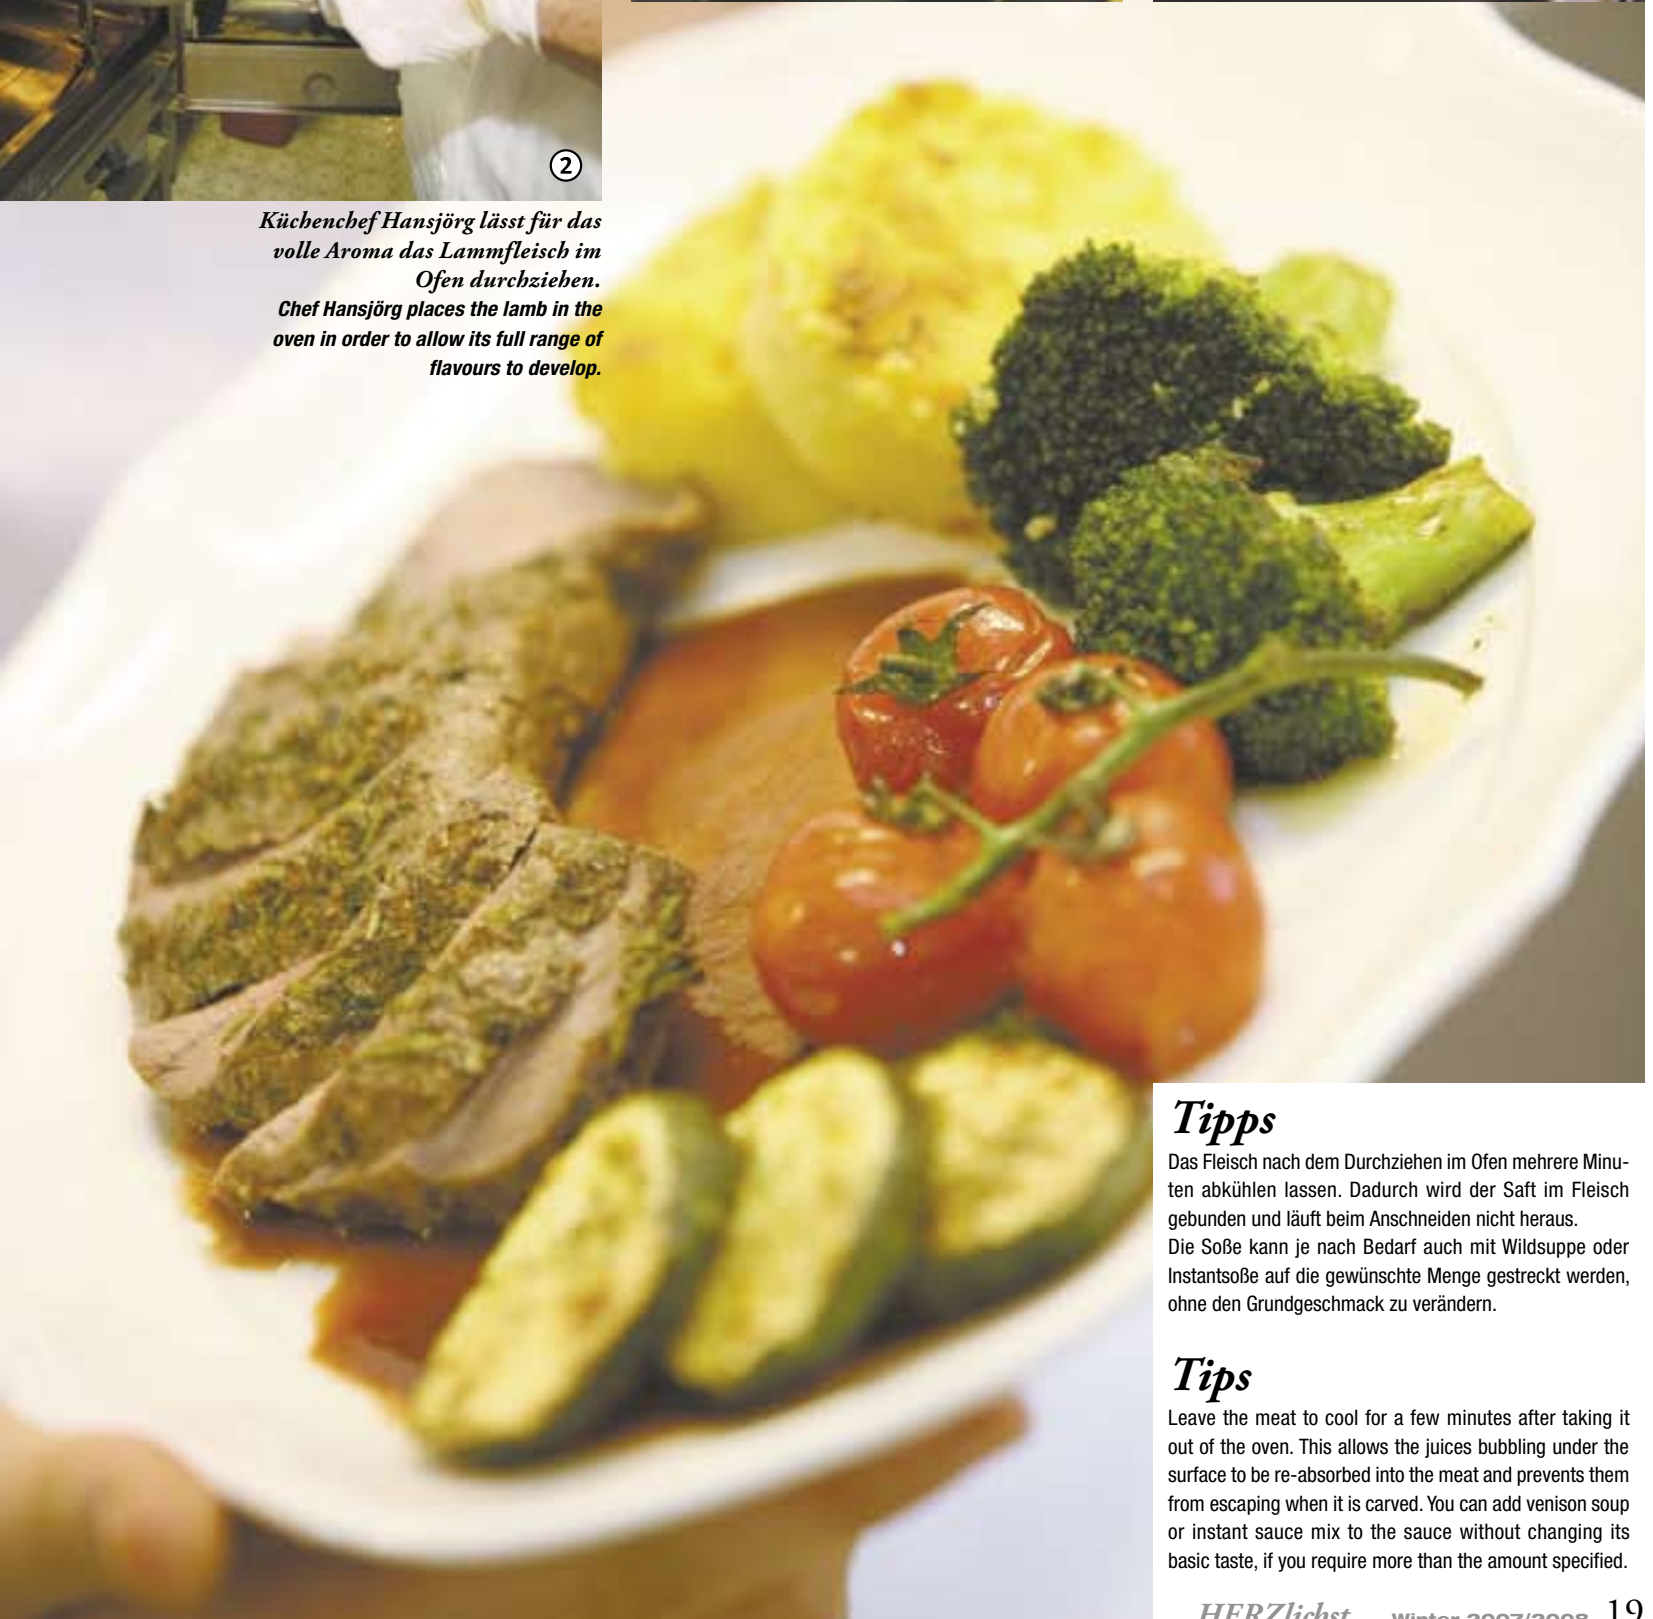 2
Küchenchef Hansjörg lässt für das
volle Aroma das Lammfleisch im
Ofen durchziehen.
Chef Hansjörg places the lamb in the
oven in order to allow its full range of
flavours to develop.
Tipps
Das Fleisch nach dem Durchziehen im Ofen mehrere Minu-
ten abkühlen lassen. Dadurch wird der Saft im Fleisch
gebunden und läuft beim Anschneiden nicht heraus.
Die Soße kann je nach Bedarf auch mit Wildsuppe oder
Instantsoße auf die gewünschte Menge gestreckt werden,
ohne den Grundgeschmack zu verändern.
Tips
Leave the meat to cool for a few minutes after taking it
out of the oven. This allows the juices bubbling under the
surface to be re-absorbed into the meat and prevents them
from escaping when it is carved. You can add venison soup
or instant sauce mix to the sauce without changing its
basic taste, if you require more than the amount specified.
HERZlichst Winter 2007/2008 19